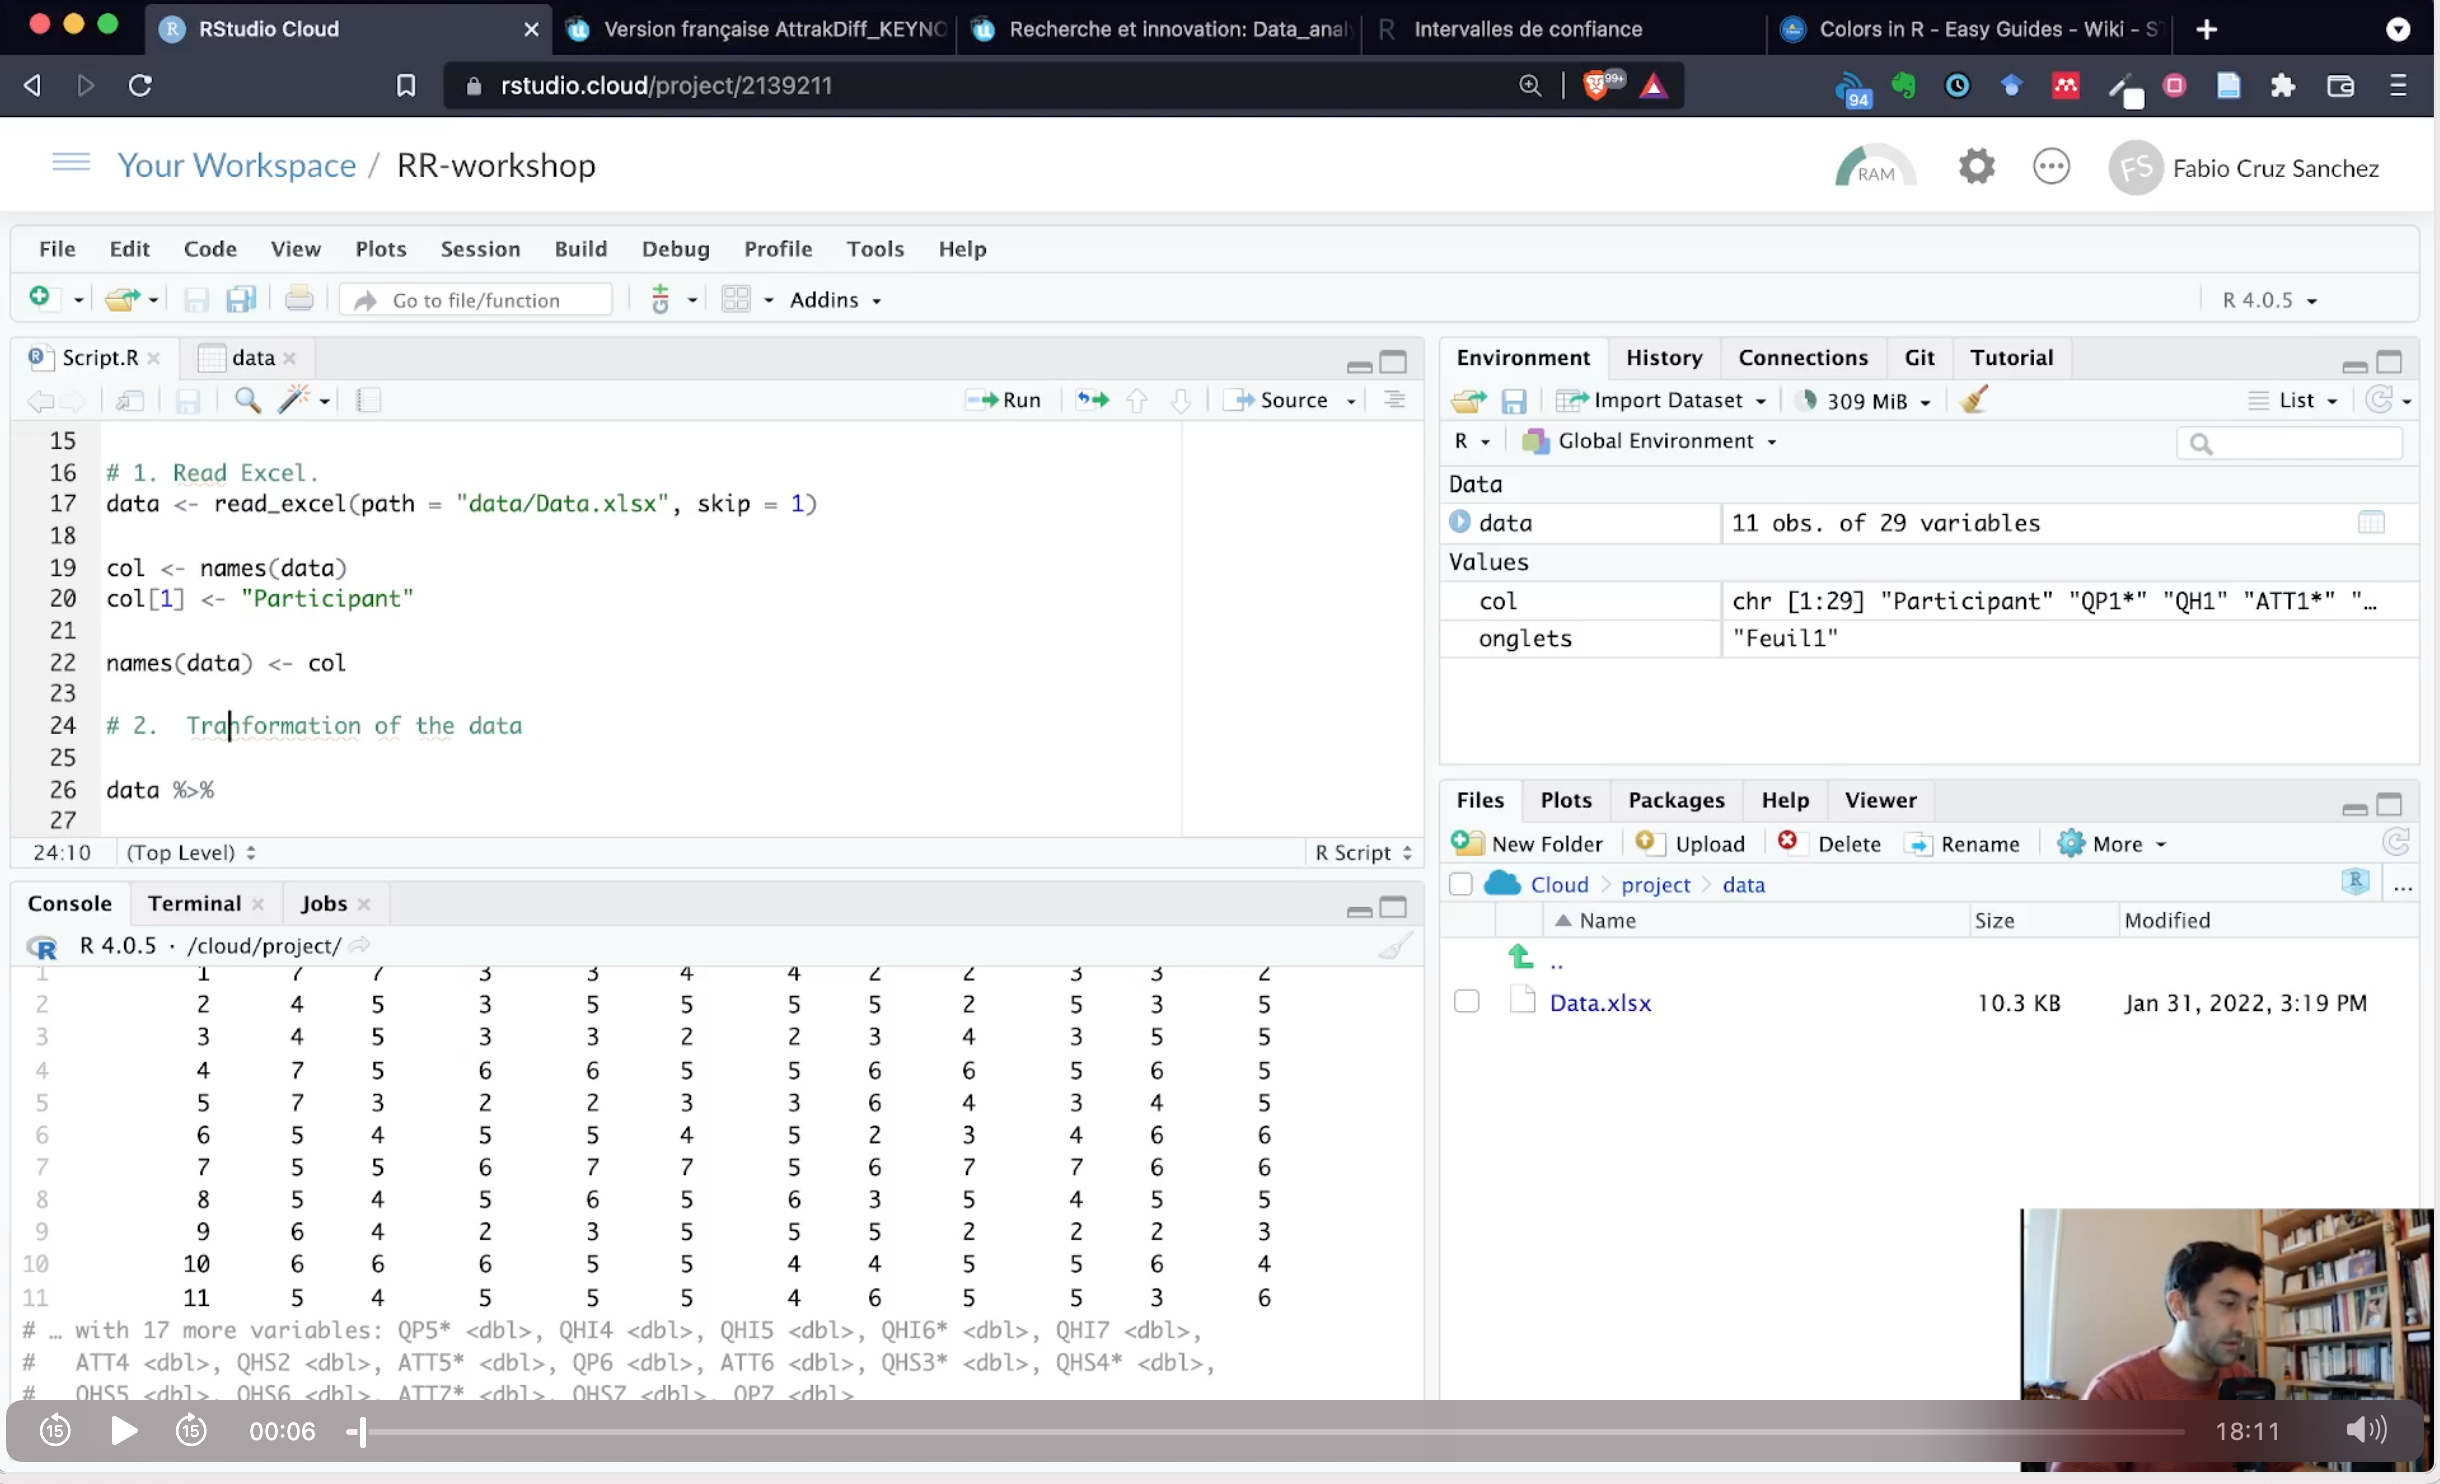 RStudio Cloud
Version française AttrakDiff_KEYNO
Recherche et innovation: Data_anal
Intervalles de confiance
Colors in R - Easy Guides - Wiki - ST
rstudio.cloud/project/2139211
99+
94
Your Workspace / RR-workshop
RAM
FS
Fabio Cruz Sanchez
File Edit Code View Plots Session Build Debug Profile Tools Help
Go to file/function
Addins
R 4.0.5
Script.R
data
Run
Source
15
16 # 1. Read Excel.
17 data <- read_excel(path = "data/Data.xlsx", skip = 1)
18
19 col <- names(data)
20 col[1] <- "Participant"
21
22 names(data) <- col
23
24 # 2.  Tranformation of the data
25
26 data %>%
27
24:10 (Top Level)
R Script
Console Terminal Jobs
R 4.0.5 · /cloud/project/
1 1 7 7 3 3 4 4 2 2 3 3 2
2 2 4 5 3 5 5 5 5 2 5 3 5
3 3 4 5 3 3 2 2 3 4 3 5 5
4 4 7 5 6 6 5 5 6 6 5 6 5
5 5 7 3 2 2 3 3 6 4 3 4 5
6 6 5 4 5 5 4 5 2 3 4 6 6
7 7 5 5 6 7 7 5 6 7 7 6 6
8 8 5 4 5 6 5 6 3 5 4 5 5
9 9 6 4 2 3 5 5 5 2 2 2 3
10 10 6 6 6 5 5 4 4 5 5 6 4
11 11 5 4 5 5 5 4 6 5 5 3 6
# … with 17 more variables: QP5* <dbl>, QHI4 <dbl>, QHI5 <dbl>, QHI6* <dbl>, QHI7 <dbl>,
# ATT4 <dbl>, QHS2 <dbl>, ATT5* <dbl>, QP6 <dbl>, ATT6 <dbl>, QHS3* <dbl>, QHS4* <dbl>,
# QHS5 <dbl>, QHS6 <dbl>, ATT7* <dbl>, QHS7 <dbl>, QP7 <dbl>
Environment History Connections Git Tutorial
Import Dataset
309 MiB
List
R
Global Environment
Data
data 11 obs. of 29 variables
Values
col chr [1:29] "Participant" "QP1*" "QH1" "ATT1*" "…
onglets "Feuil1"
Files Plots Packages Help Viewer
New Folder Upload Delete Rename More
Cloud project data
R
...
Name Size Modified
..
Data.xlsx 10.3 KB Jan 31, 2022, 3:19 PM
15
15
00:06
18:11